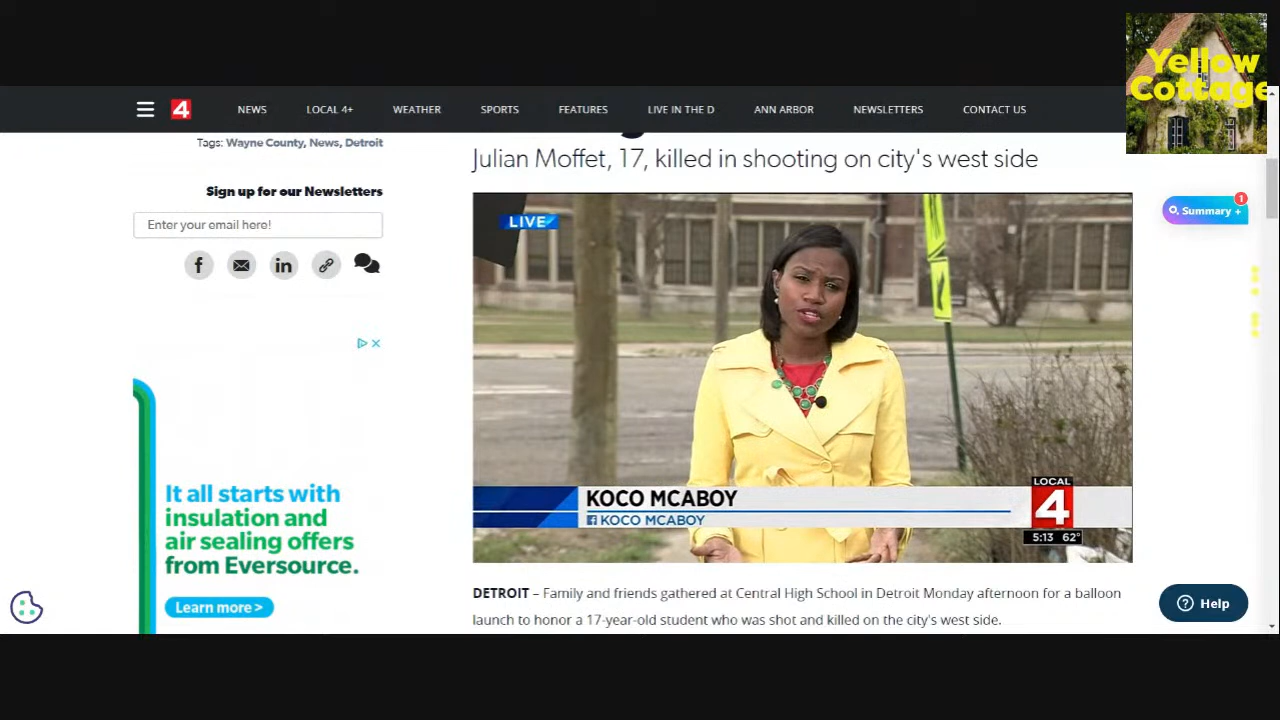 Yellow
Cottage
4
NEWS
LOCAL 4+
WEATHER
SPORTS
FEATURES
LIVE IN THE D
ANN ARBOR
NEWSLETTERS
CONTACT US
Tags: Wayne County, News, Detroit
Sign up for our Newsletters
Enter your email here!
f
in
It all starts with
insulation and
air sealing offers
from Eversource.
Learn more >
Julian Moffet, 17, killed in shooting on city's west side
LIVE
KOCO MCABOY
f KOCO MCABOY
LOCAL
4
5:13 62°
DETROIT – Family and friends gathered at Central High School in Detroit Monday afternoon for a balloon
launch to honor a 17-year-old student who was shot and killed on the city's west side.
1
Summary +
? Help